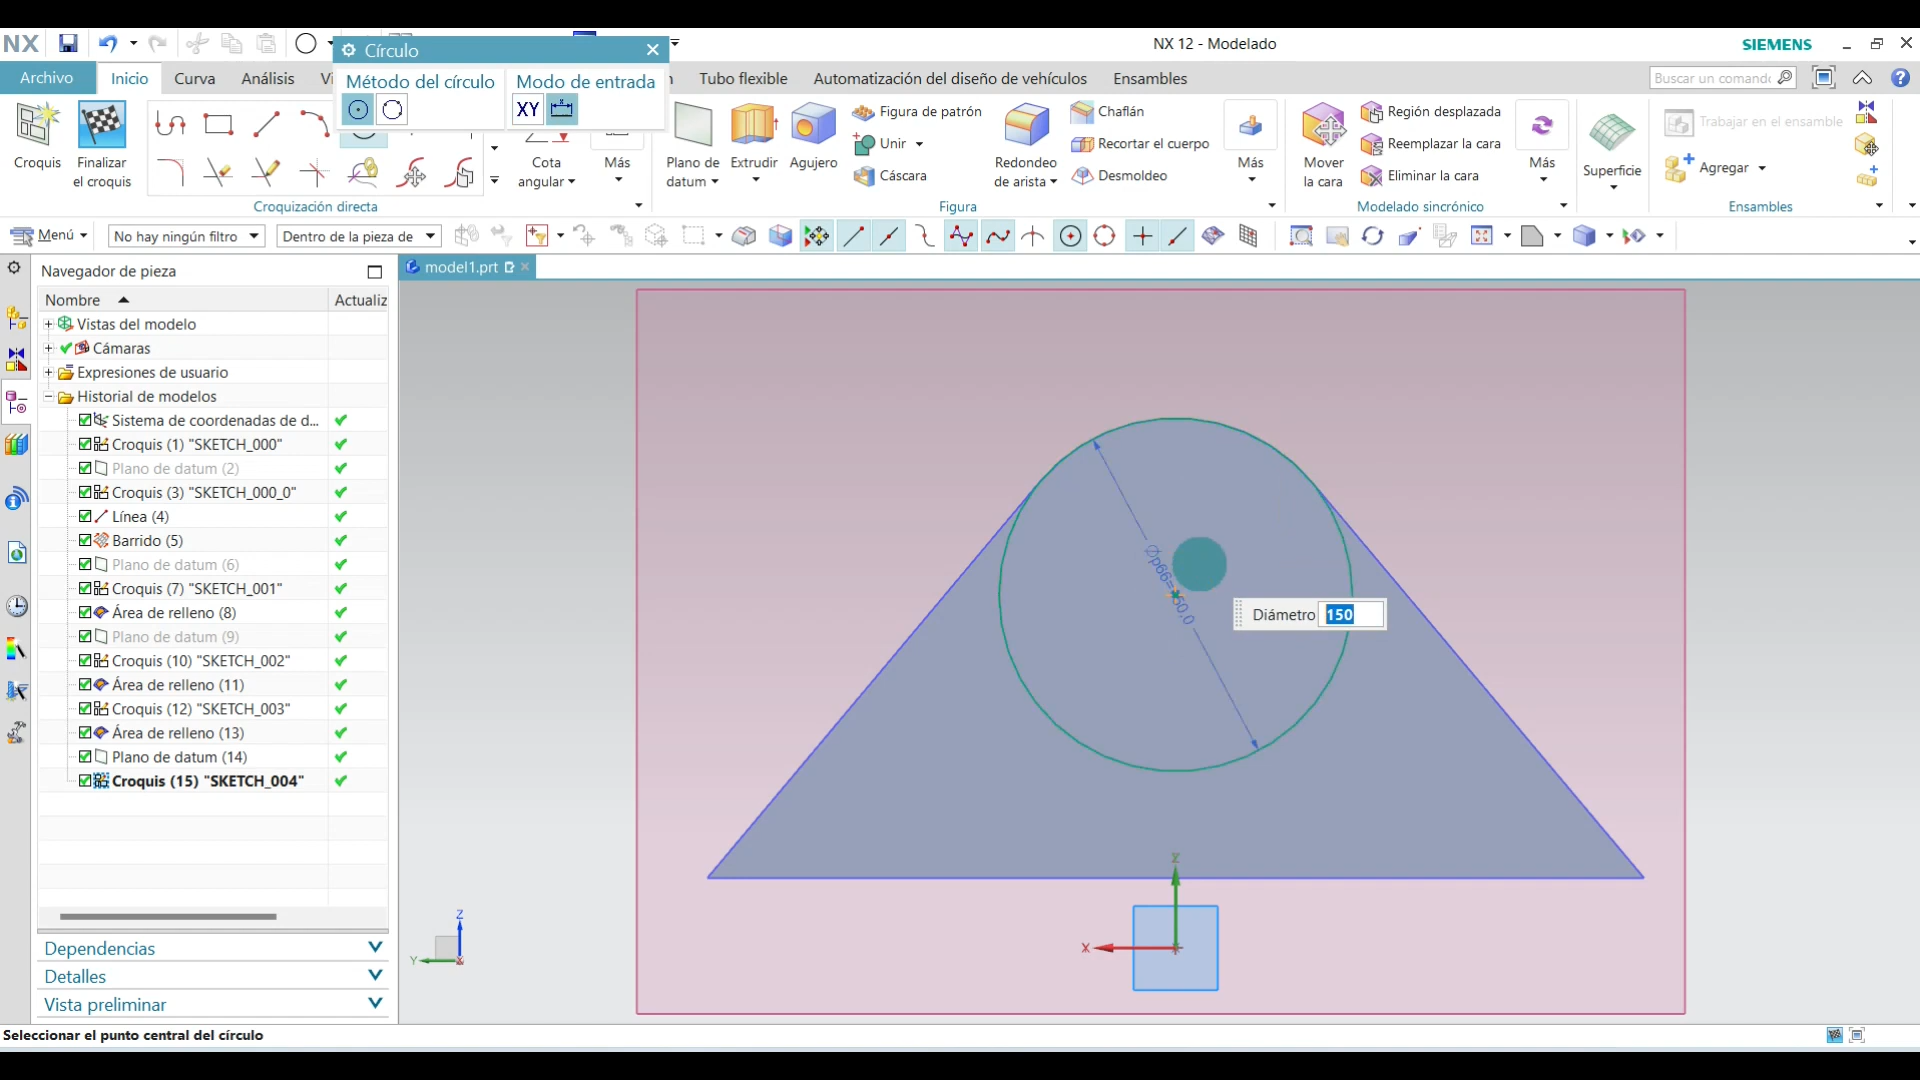 NX
NX 12 - Modelado
SIEMENS
Círculo
Método del círculo
Modo de entrada
XY
Archivo
Inicio
Curva
Análisis
Tubo flexible
Automatización del diseño de vehículos
Ensambles
Buscar un comando
Croquis
Finalizar
el croquis
Croquización directa
Cota
angular
Más
Plano de
datum
Extrudir
Agujero
Figura de patrón
Unir
Cáscara
Redondeo
de arista
Chaflán
Recortar el cuerpo
Desmoldeo
Más
Figura
Mover
la cara
Región desplazada
Reemplazar la cara
Eliminar la cara
Más
Modelado sincrónico
Superficie
Trabajar en el ensamble
Agregar
Ensambles
Menú
No hay ningún filtro
Dentro de la pieza de
Navegador de pieza
model1.prt
Nombre
Actualiz
Vistas del modelo
Cámaras
Expresiones de usuario
Historial de modelos
Sistema de coordenadas de d...
Croquis (1) "SKETCH_000"
Plano de datum (2)
Croquis (3) "SKETCH_000_0"
Línea (4)
Barrido (5)
Plano de datum (6)
Croquis (7) "SKETCH_001"
Área de relleno (8)
Plano de datum (9)
Croquis (10) "SKETCH_002"
Área de relleno (11)
Croquis (12) "SKETCH_003"
Área de relleno (13)
Plano de datum (14)
Croquis (15) "SKETCH_004"
Dependencias
Detalles
Vista preliminar
Diámetro 150
Z
X
Z
Y
X
Seleccionar el punto central del círculo